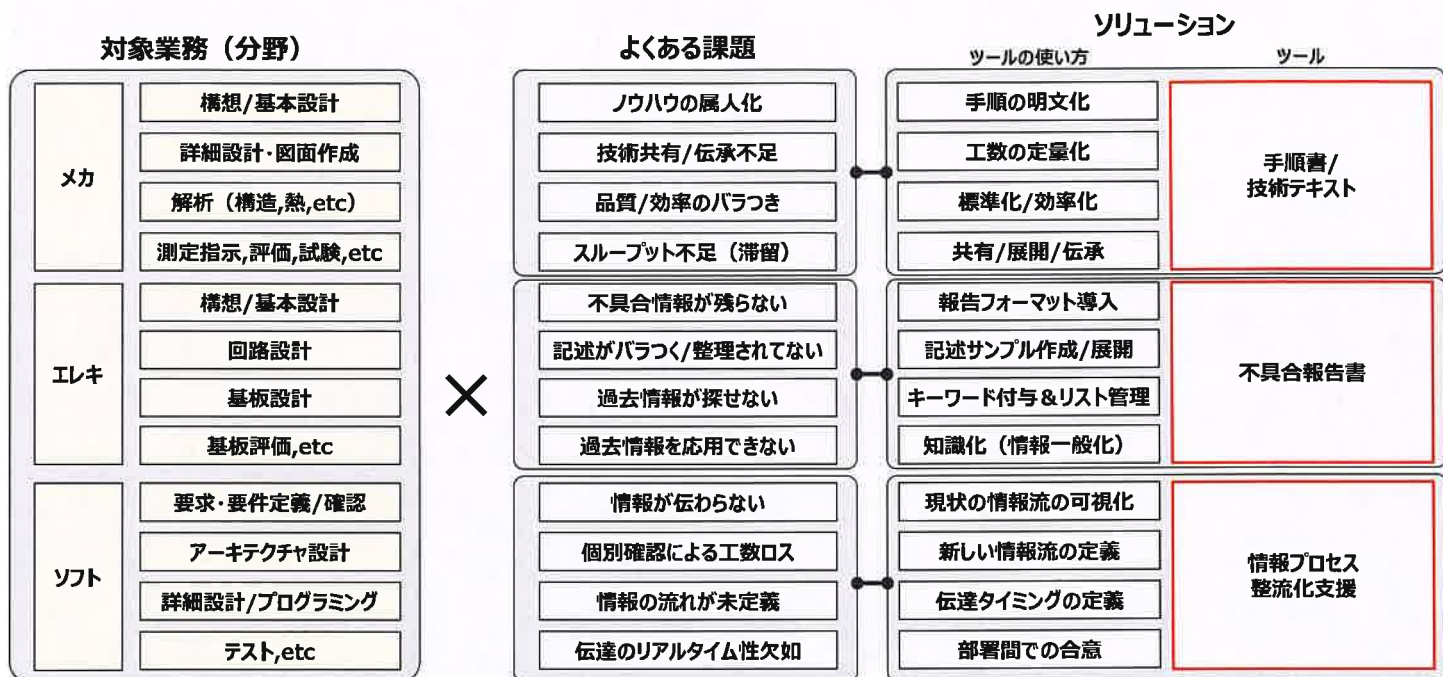 対象業務（分野）
よくある課題
ソリューション
ツールの使い方
ツール
メカ
構想/基本設計
詳細設計・図面作成
解析（構造,熱,etc）
測定指示,評価,試験,etc
エレキ
構想/基本設計
回路設計
基板設計
基板評価,etc
ソフト
要求・要件定義/確認
アーキテクチャ設計
詳細設計/プログラミング
テスト,etc
×
ノウハウの属人化
技術共有/伝承不足
品質/効率のバラつき
スループット不足（滞留）
不具合情報が残らない
記述がバラつく/整理されてない
過去情報が探せない
過去情報を応用できない
情報が伝わらない
個別確認による工数ロス
情報の流れが未定義
伝達のリアルタイム性欠如
手順の明文化
工数の定量化
標準化/効率化
共有/展開/伝承
手順書/
技術テキスト
報告フォーマット導入
記述サンプル作成/展開
キーワード付与&リスト管理
知識化（情報一般化）
不具合報告書
現状の情報流の可視化
新しい情報流の定義
伝達タイミングの定義
部署間での合意
情報プロセス
整流化支援